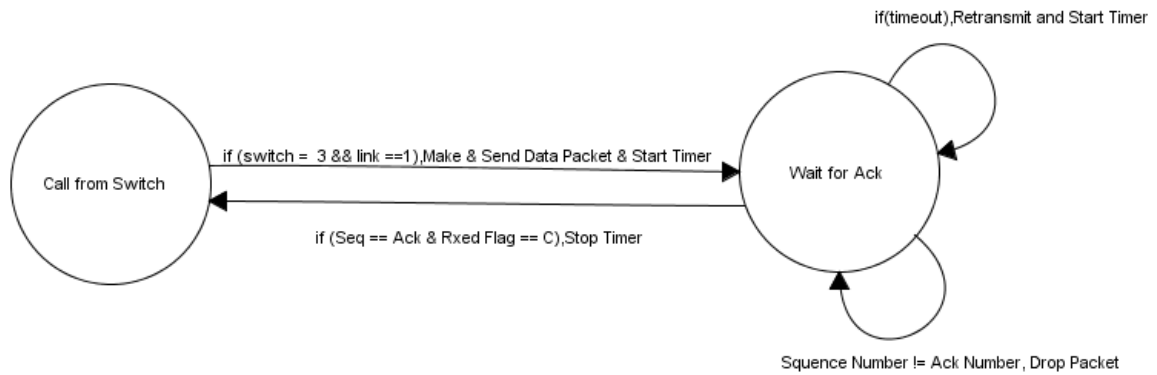 if(timeout),Retransmit and Start Timer
if (switch = 3 && link ==1),Make & Send Data Packet & Start Timer
Call from Switch
Wait for Ack
if (Seq == Ack & Rxed Flag == C),Stop Timer
Squence Number != Ack Number, Drop Packet